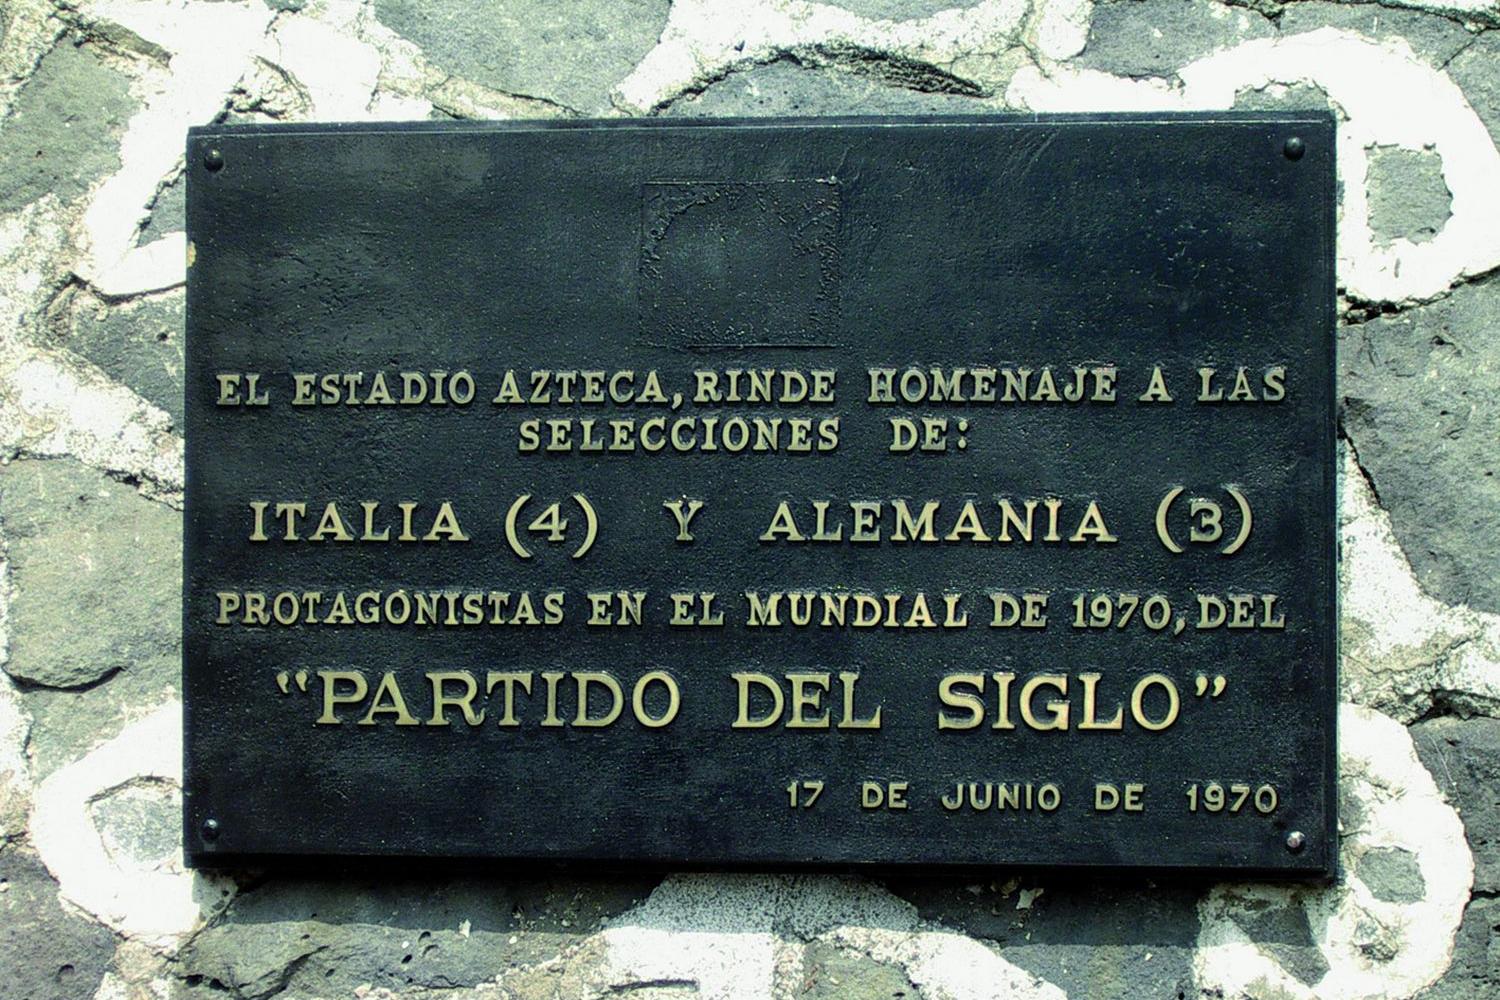 EL ESTADIO AZTECA, RINDE HOMENAJE A LAS
SELECCIONES DE:
ITALIA (4) Y ALEMANIA (3)
PROTAGONISTAS EN EL MUNDIAL DE 1970, DEL
"PARTIDO DEL SIGLO"
17 DE JUNIO DE 1970